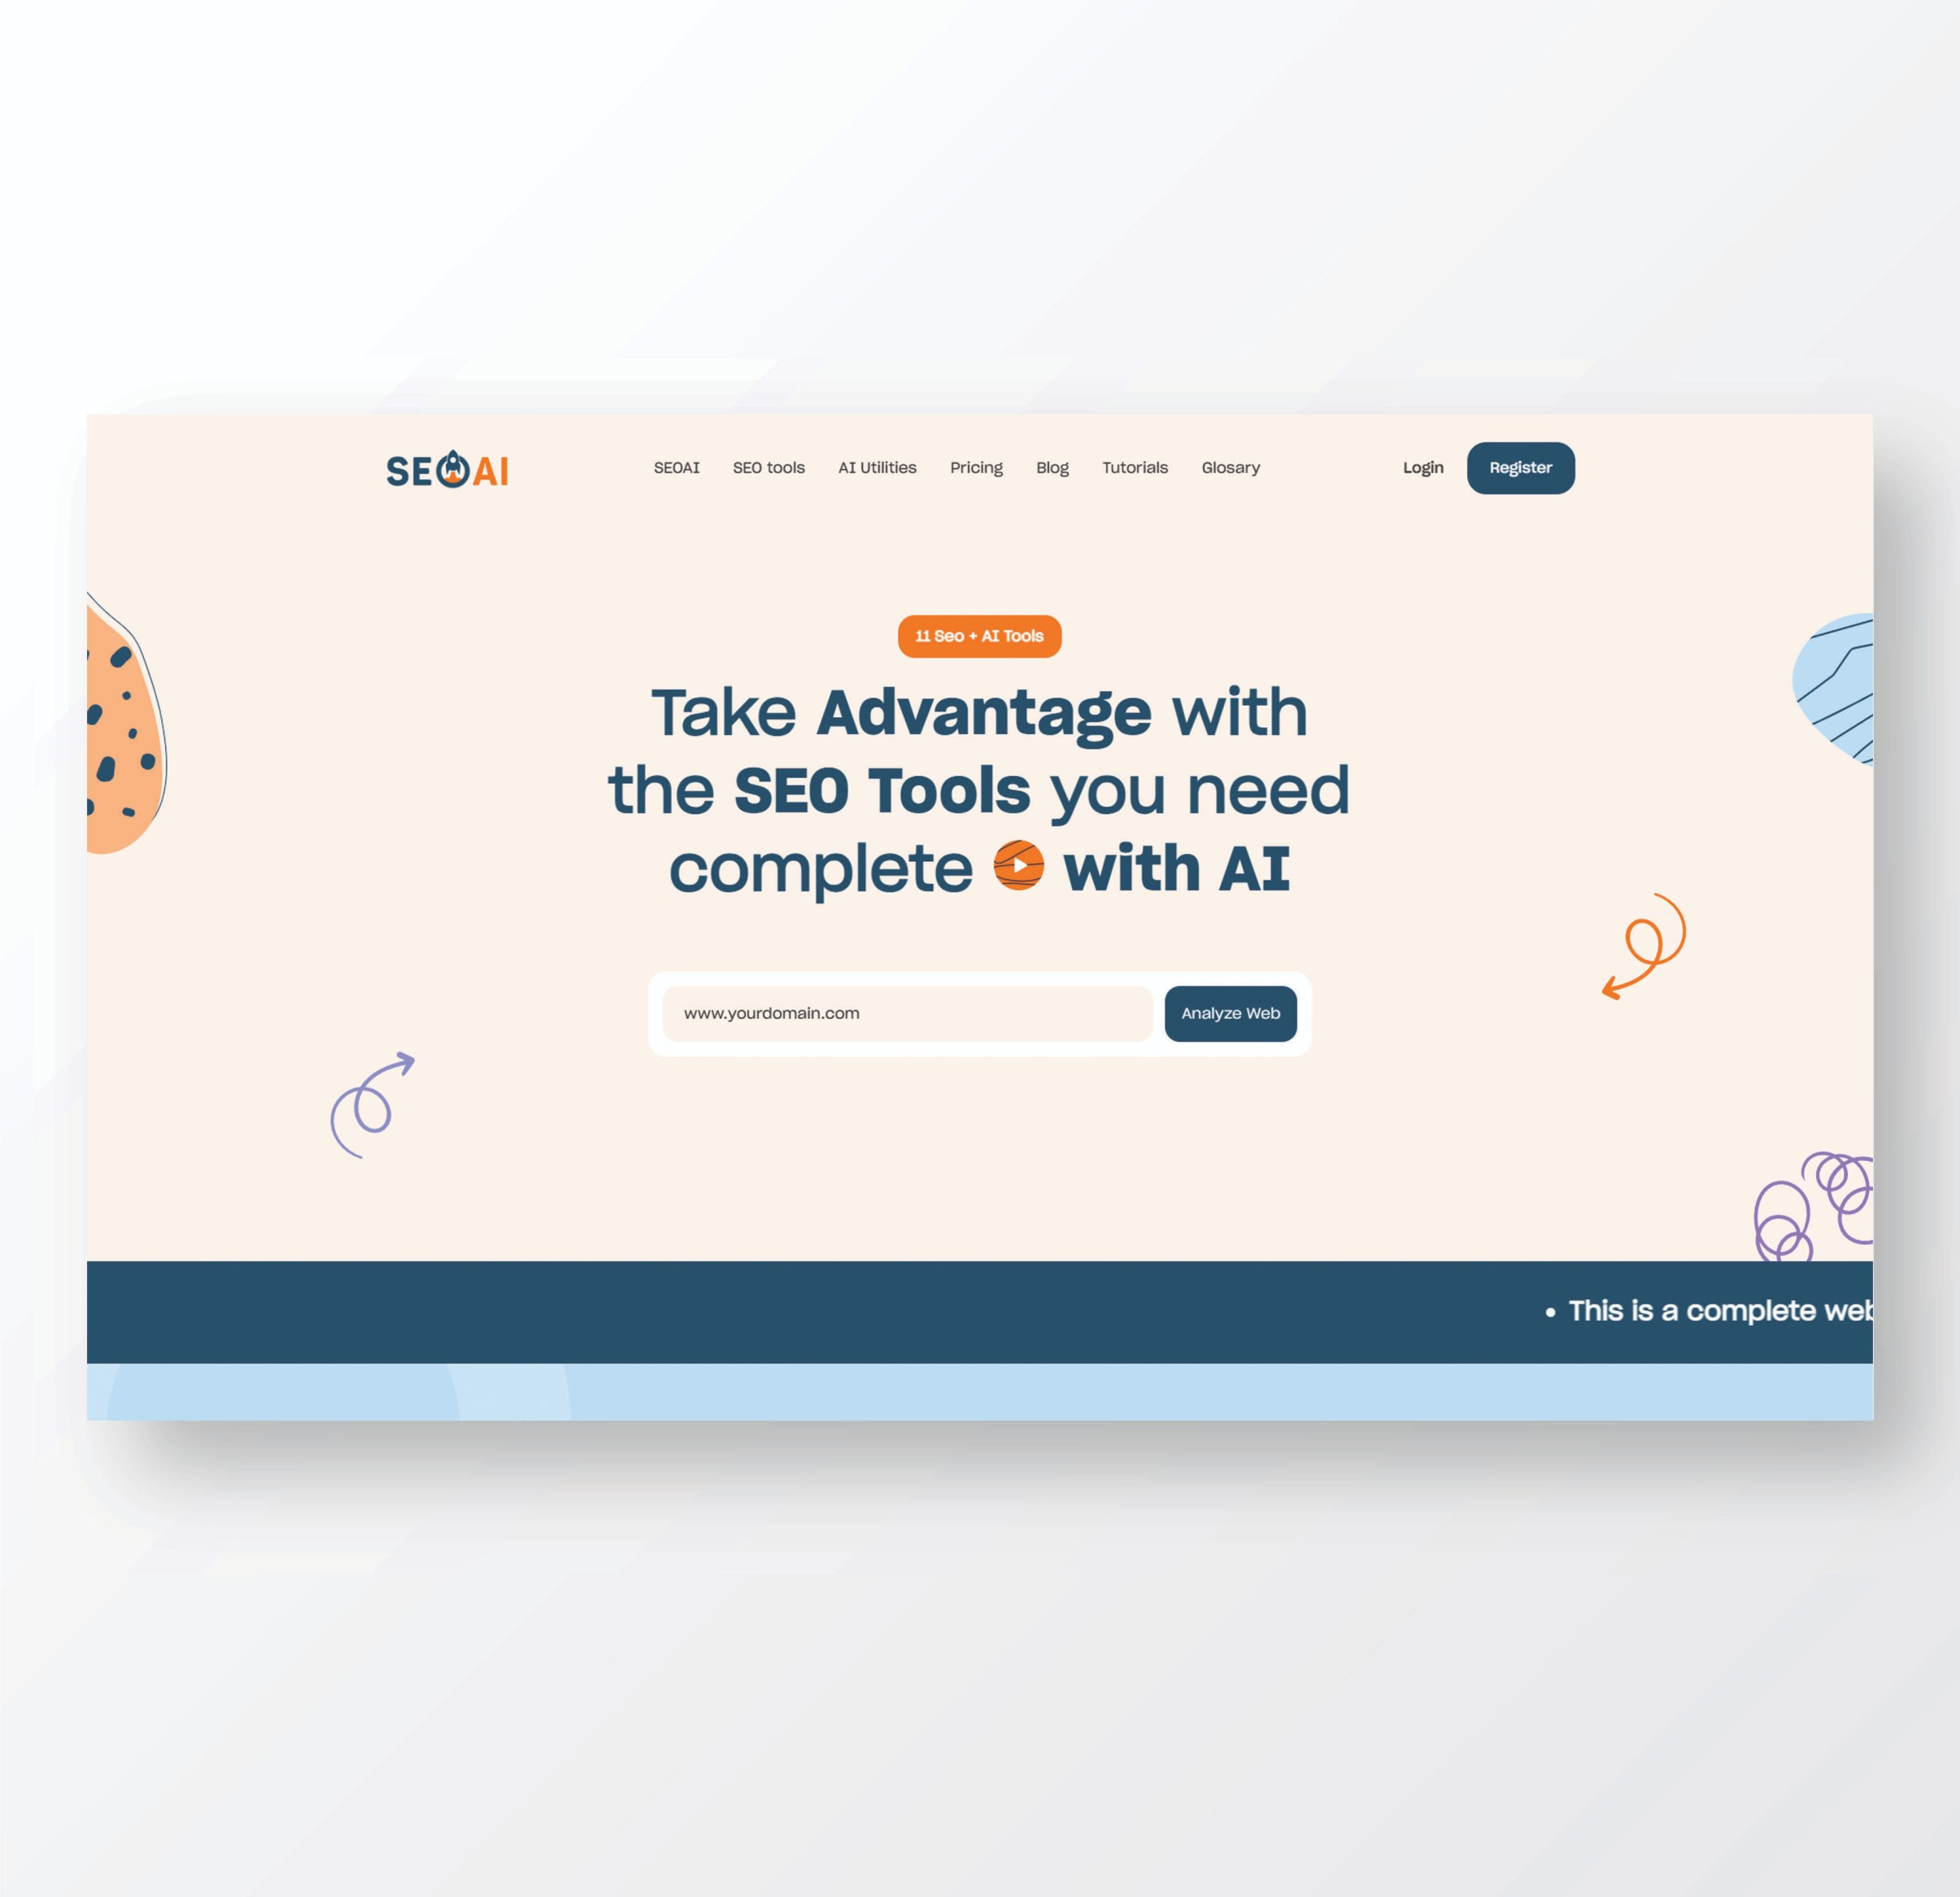 SEOAI
SEOAI SEO tools AI Utilities Pricing Blog Tutorials Glosary
Login Register
11 Seo + AI Tools
Take Advantage with
the SEO Tools you need
complete with AI
www.yourdomain.com
Analyze Web
• This is a complete web